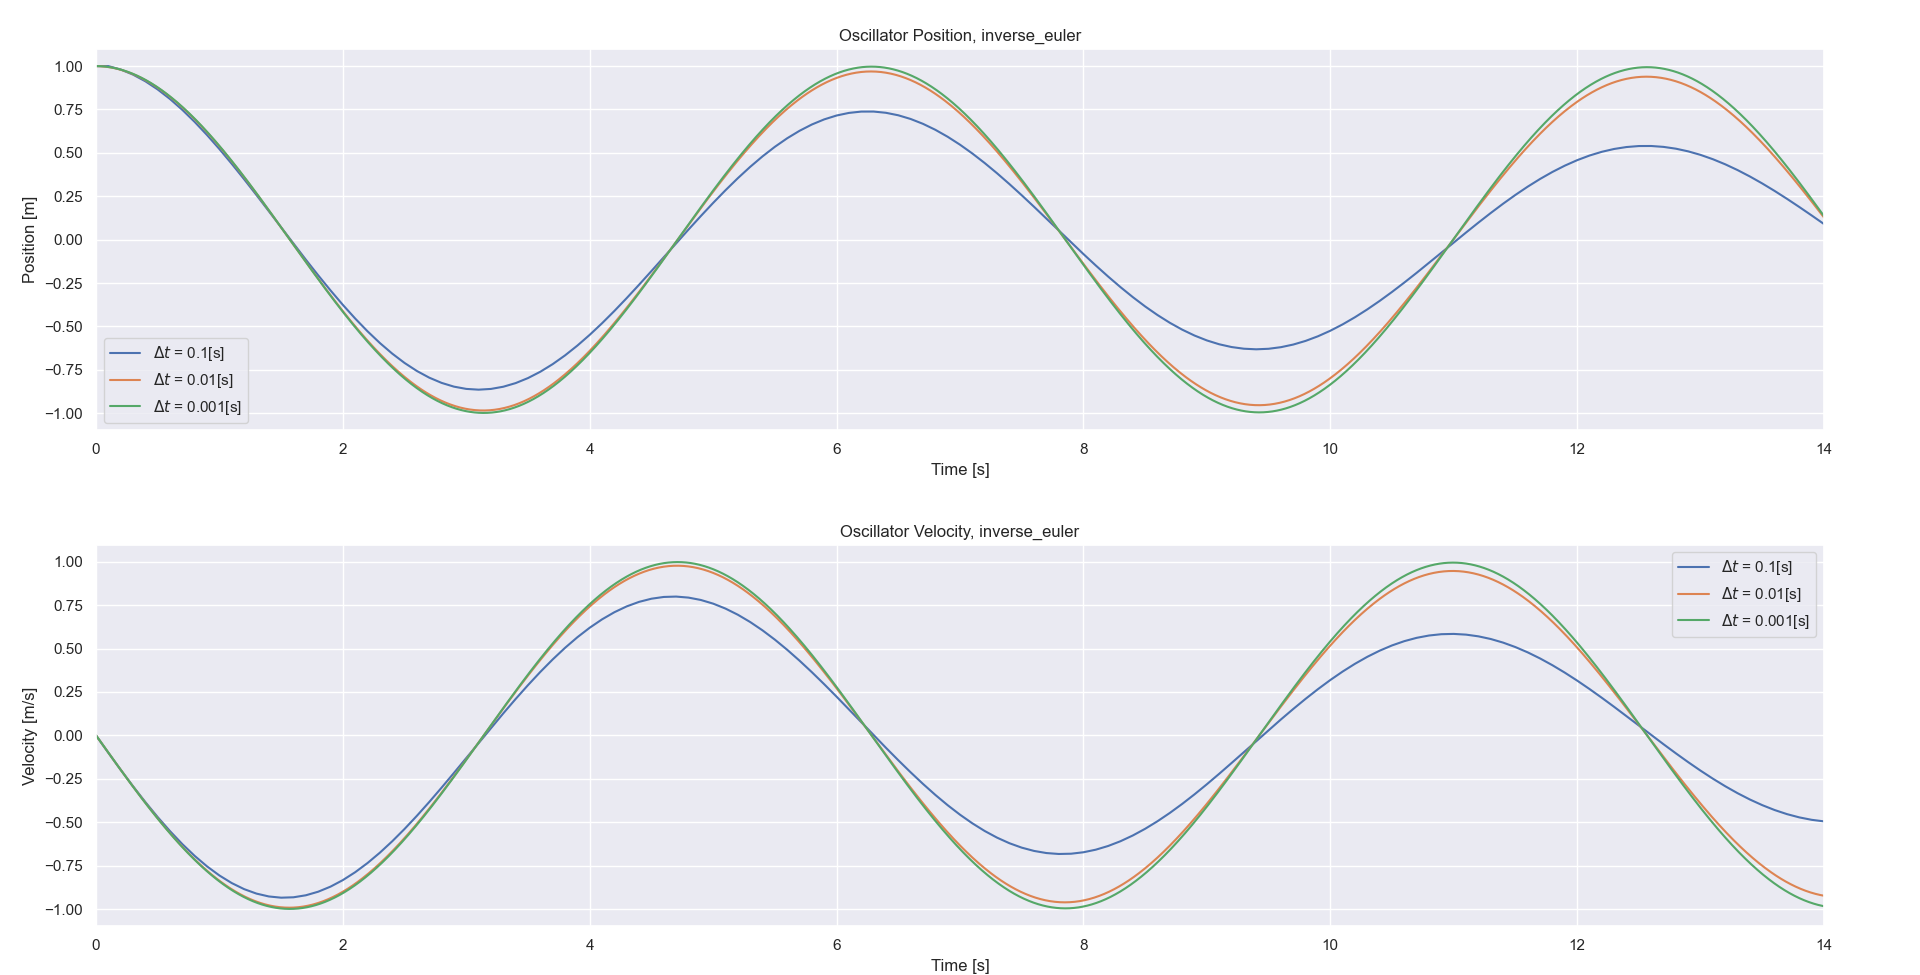 Oscillator Position, inverse_euler
Position [m]
1.00
0.75
0.50
0.25
0.00
−0.25
−0.50
−0.75
−1.00
Δt = 0.1[s]
Δt = 0.01[s]
Δt = 0.001[s]
0 2 4 6 8 10 12 14
Time [s]
Oscillator Velocity, inverse_euler
Velocity [m/s]
1.00
0.75
0.50
0.25
0.00
−0.25
−0.50
−0.75
−1.00
Δt = 0.1[s]
Δt = 0.01[s]
Δt = 0.001[s]
0 2 4 6 8 10 12 14
Time [s]